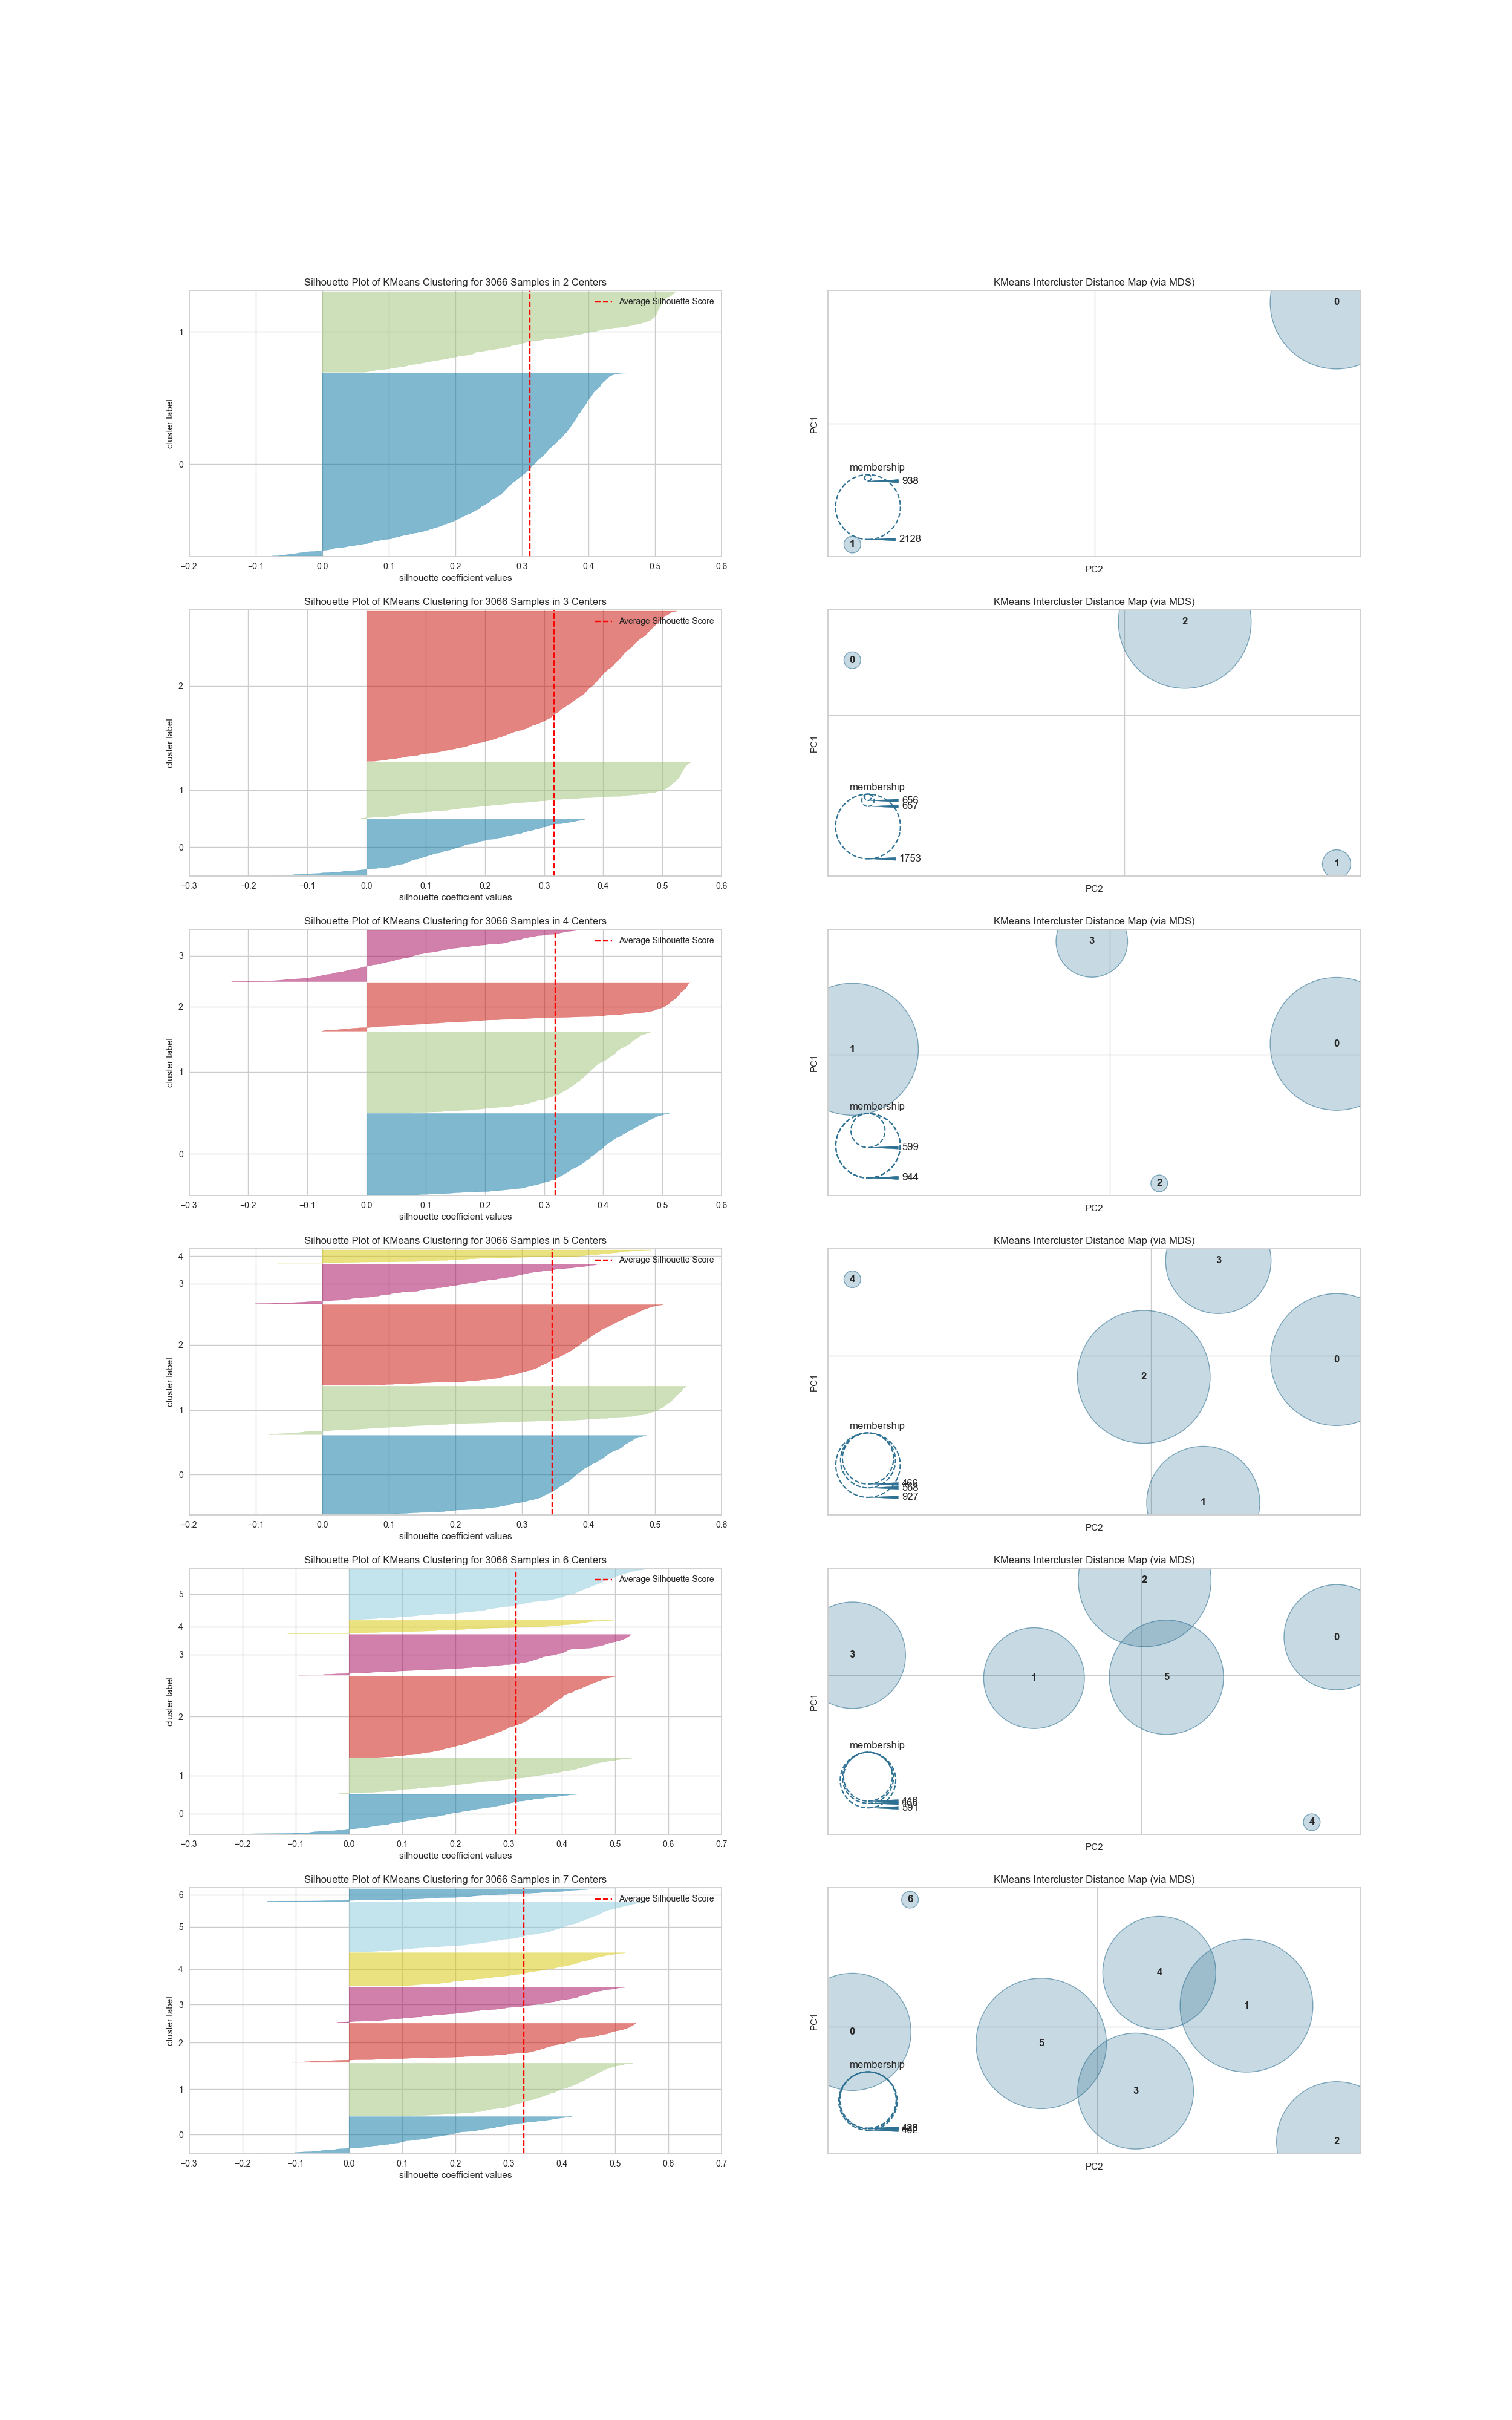 Silhouette Plot of KMeans Clustering for 3066 Samples in 2 Centers
Average Silhouette Score
1
0
cluster label
−0.2 −0.1 0.0 0.1 0.2 0.3 0.4 0.5 0.6
silhouette coefficient values
KMeans Intercluster Distance Map (via MDS)
0
PC1
membership
938
2128
1
PC2
Silhouette Plot of KMeans Clustering for 3066 Samples in 3 Centers
Average Silhouette Score
2
1
0
cluster label
−0.3 −0.2 −0.1 0.0 0.1 0.2 0.3 0.4 0.5 0.6
silhouette coefficient values
KMeans Intercluster Distance Map (via MDS)
2
0
PC1
membership
656
657
1753
1
PC2
Silhouette Plot of KMeans Clustering for 3066 Samples in 4 Centers
Average Silhouette Score
3
2
1
0
cluster label
−0.3 −0.2 −0.1 0.0 0.1 0.2 0.3 0.4 0.5 0.6
silhouette coefficient values
KMeans Intercluster Distance Map (via MDS)
3
0
1
PC1
membership
599
944
2
PC2
Silhouette Plot of KMeans Clustering for 3066 Samples in 5 Centers
Average Silhouette Score
4
3
2
1
0
cluster label
−0.2 −0.1 0.0 0.1 0.2 0.3 0.4 0.5 0.6
silhouette coefficient values
KMeans Intercluster Distance Map (via MDS)
3
4
0
2
PC1
membership
466
568
927
1
PC2
Silhouette Plot of KMeans Clustering for 3066 Samples in 6 Centers
Average Silhouette Score
5
4
3
2
1
0
cluster label
−0.3 −0.2 −0.1 0.0 0.1 0.2 0.3 0.4 0.5 0.6 0.7
silhouette coefficient values
KMeans Intercluster Distance Map (via MDS)
2
0
3
1
5
PC1
membership
591
4
PC2
Silhouette Plot of KMeans Clustering for 3066 Samples in 7 Centers
Average Silhouette Score
6
5
4
3
2
1
0
cluster label
−0.3 −0.2 −0.1 0.0 0.1 0.2 0.3 0.4 0.5 0.6 0.7
silhouette coefficient values
KMeans Intercluster Distance Map (via MDS)
6
4
1
0
5
PC1
membership
3
2
PC2